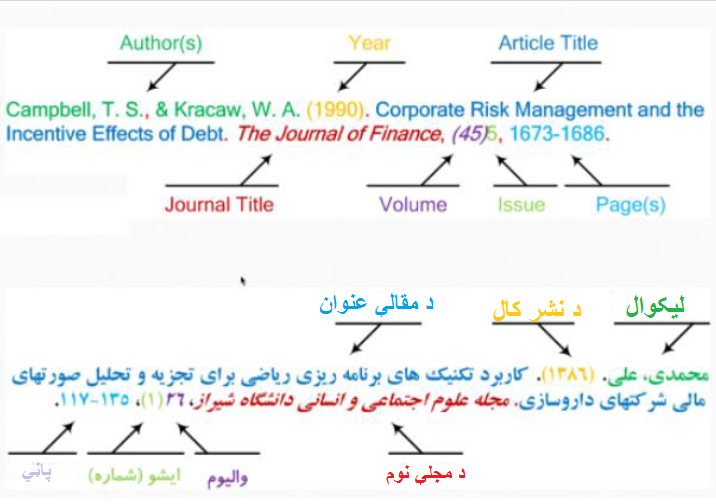 Author(s) Year Article Title
Campbell, T. S., & Kracaw, W. A. (1990). Corporate Risk Management and the
Incentive Effects of Debt. The Journal of Finance, (45)5, 1673-1686.
Journal Title Volume Issue Page(s)
لیکوال د نشر کال د مقالې عنوان
محمدی، علی. (۱۳۸۶). کاربرد تکنیک های برنامه ریزی ریاضی برای تجزیه و تحلیل صورتهای
مالی شرکتهای داروسازی. مجله علوم اجتماعی و انسانی دانشگاه شیراز، ۲۶(۱)، ۱۳۵-۱۱۷.
د مجلې نوم والیوم ایشو (شماره) پاڼې